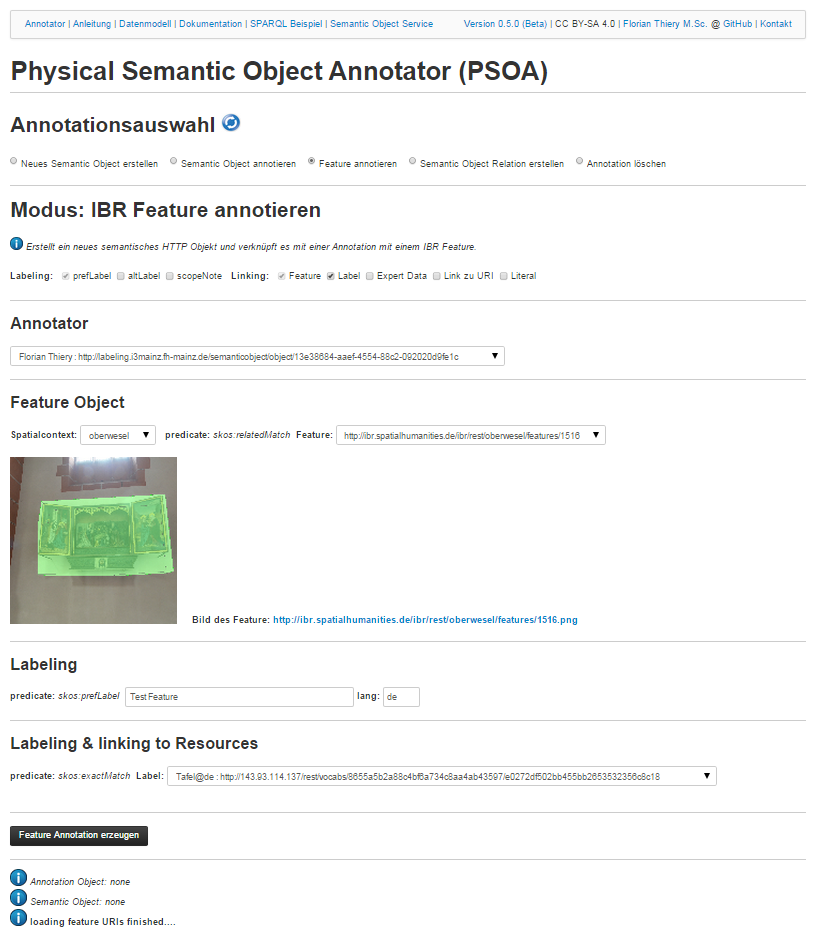 Annotator | Anleitung | Datenmodell | Dokumentation | SPARQL Beispiel | Semantic Object Service Version 0.5.0 (Beta) | CC BY-SA 4.0 | Florian Thiery M.Sc. @ GitHub | Kontakt
Physical Semantic Object Annotator (PSOA)
Annotationsauswahl
Neues Semantic Object erstellen Semantic Object annotieren Feature annotieren Semantic Object Relation erstellen Annotation löschen
Modus: IBR Feature annotieren
Erstellt ein neues semantisches HTTP Objekt und verknüpft es mit einer Annotation mit einem IBR Feature.
Labeling: prefLabel altLabel scopeNote Linking: Feature Label Expert Data Link zu URI Literal
Annotator
Florian Thiery : http://labeling.i3mainz.fh-mainz.de/semanticobject/object/13e38684-aaef-4554-88c2-092020d9fe1c
Feature Object
Spatialcontext: oberwesel predicate: skos:relatedMatch Feature: http://ibr.spatialhumanities.de/ibr/rest/oberwesel/features/1516
Bild des Feature: http://ibr.spatialhumanities.de/ibr/rest/oberwesel/features/1516.png
Labeling
predicate: skos:prefLabel Test Feature lang: de
Labeling & linking to Resources
predicate: skos:exactMatch Label: Tafel@de : http://143.93.114.137/rest/vocabs/8655a5b2a88c4bf6a734c8aa4ab43597/e0272df502bb455bb2653532356c8c18
Feature Annotation erzeugen
Annotation Object: none
Semantic Object: none
loading feature URIs finished....